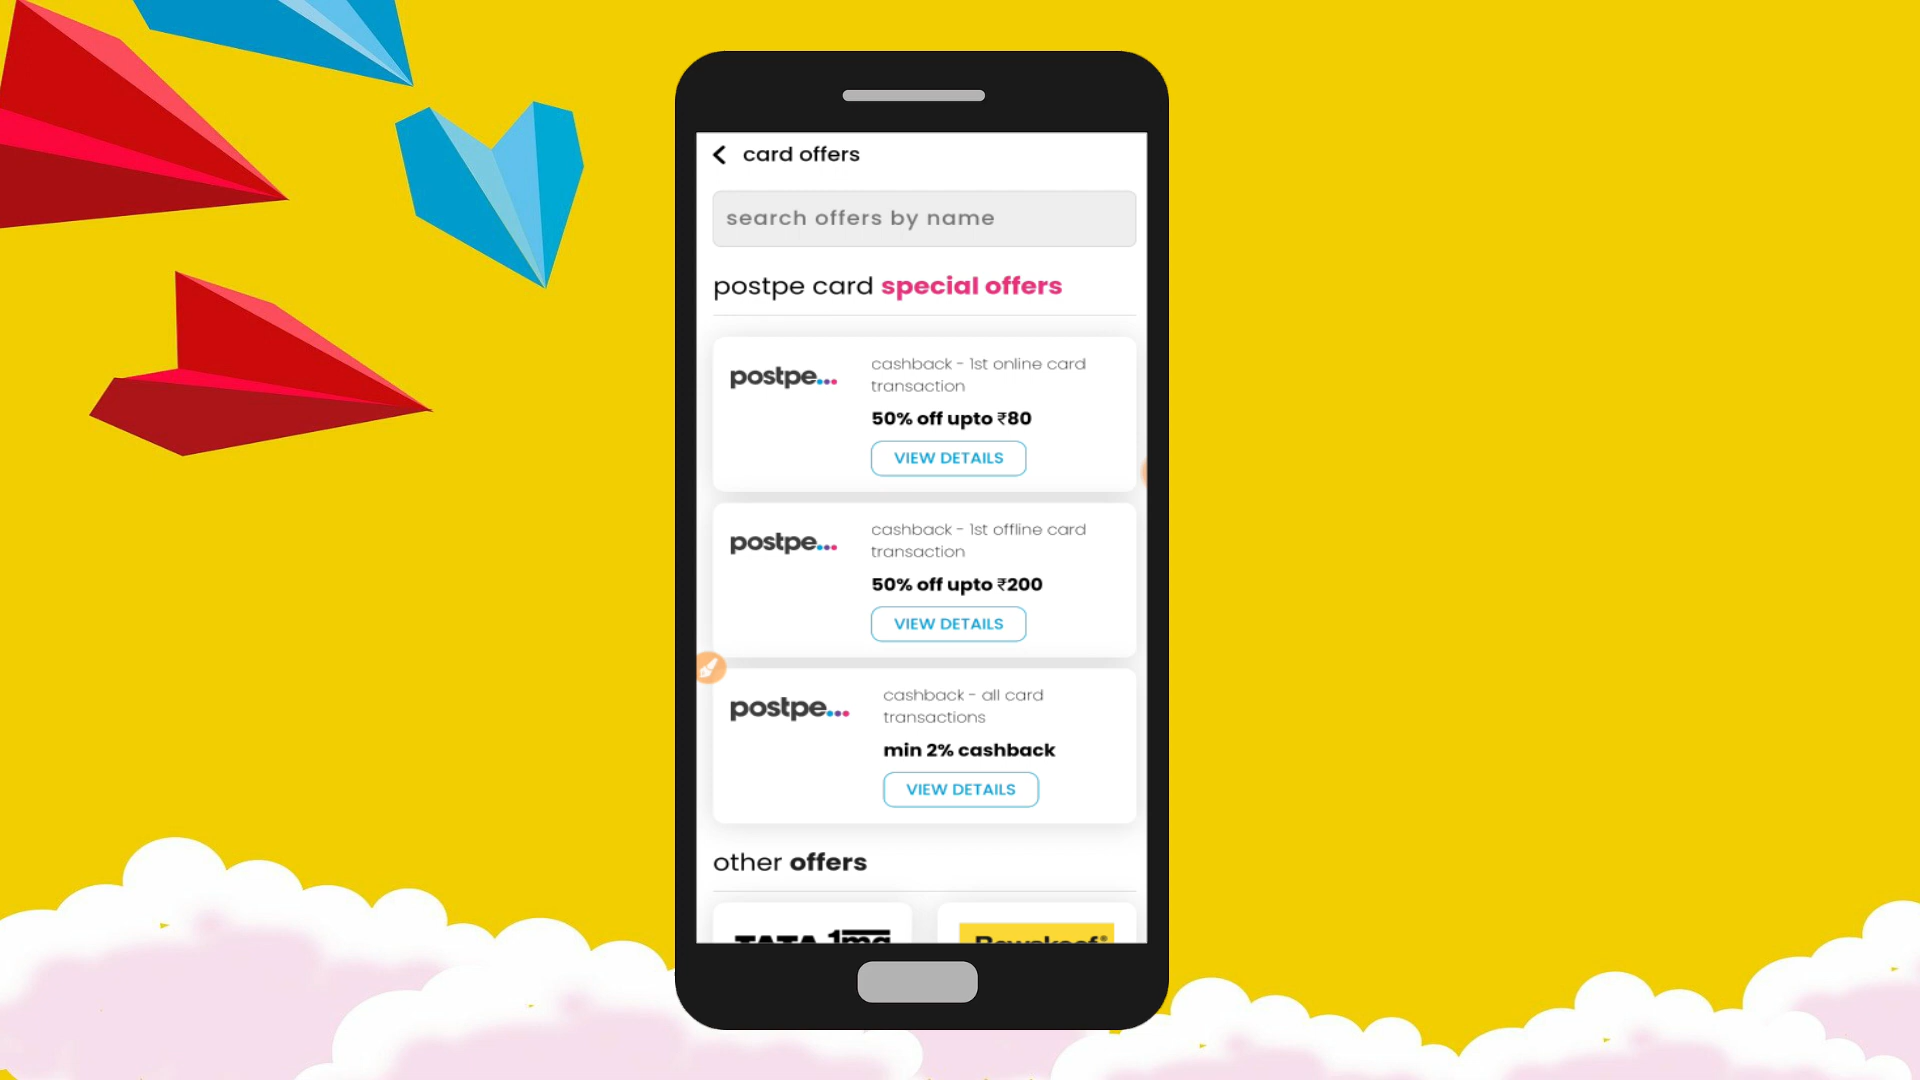 card offers
search offers by name
postpe card special offers
postpe...
cashback - 1st online card
transaction
50% off upto ₹80
VIEW DETAILS
postpe...
cashback - 1st offline card
transaction
50% off upto ₹200
VIEW DETAILS
postpe...
cashback - all card
transactions
min 2% cashback
VIEW DETAILS
other offers
TATA 1mg